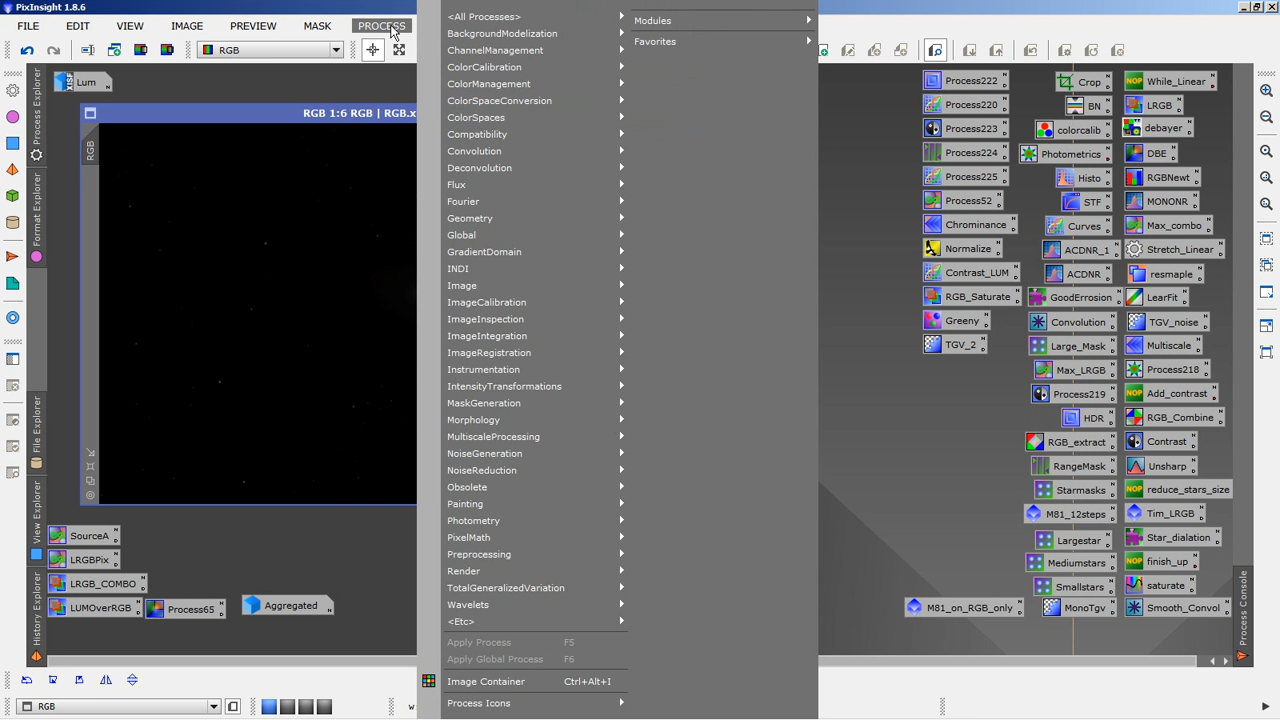 PixInsight 1.8.6
FILE EDIT VIEW IMAGE PREVIEW MASK PROCESS
RGB
Process Explorer
Format Explorer
File Explorer
View Explorer
History Explorer
Lum
XISF
N
RGB 1:6 RGB | RGB.x
RGB
SourceA
LRGBPix
LRGB_COMBO
LUMOverRGB
Process65
Aggregated
<All Processes>
BackgroundModelization
ChannelManagement
ColorCalibration
ColorManagement
ColorSpaceConversion
ColorSpaces
Compatibility
Convolution
Deconvolution
Flux
Fourier
Geometry
Global
GradientDomain
INDI
Image
ImageCalibration
ImageInspection
ImageIntegration
ImageRegistration
Instrumentation
IntensityTransformations
MaskGeneration
Morphology
MultiscaleProcessing
NoiseGeneration
NoiseReduction
Obsolete
Painting
Photometry
PixelMath
Preprocessing
Render
TotalGeneralizedVariation
Wavelets
<Etc>
Apply Process F5
Apply Global Process F6
Image Container Ctrl+Alt+I
Process Icons
Modules
Favorites
Process222
Process220
Process223
Process224
Process225
Process52
Chrominance
Normalize
Contrast_LUM
RGB_Saturate
Greeny
TGV_2
M81_on_RGB_only
Crop
BN
colorcalib
Photometrics
Histo
STF
Curves
ACDNR_1
ACDNR
GoodErrosion
Convolution
Large_Mask
Max_LRGB
Process219
HDR
RGB_extract
RangeMask
Starmasks
M81_12steps
Largestar
Mediumstars
Smallstars
MonoTgv
NOP While_Linear
LRGB
debayer
DBE
RGBNewt
MONONR
Max_combo
Stretch_Linear
resmaple
LearFit
TGV_noise
Multiscale
Process218
NOP Add_contrast
RGB_Combine
Contrast
Unsharp
NOP reduce_stars_size
Tim_LRGB
Star_dialation
NOP finish_up
saturate
Smooth_Convol
Process Console
RGB
w